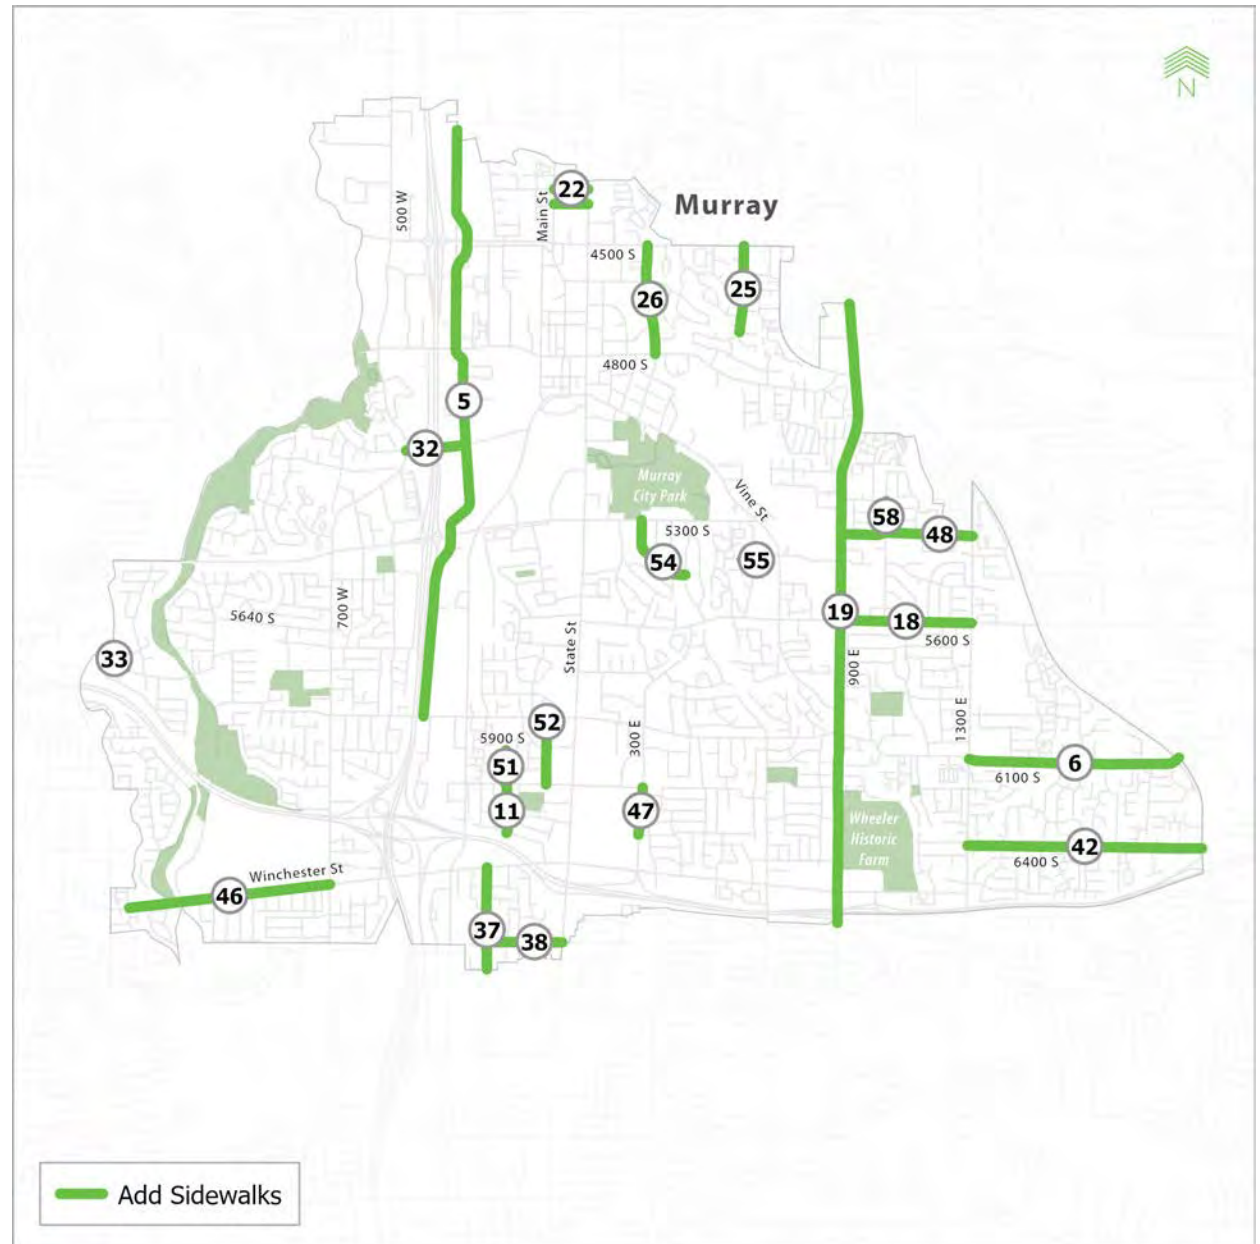 N
22
Murray
500 W
Main St
4500 S
26
25
4800 S
5
32
Murray
City Park
Vine St
58
5300 S
48
54
55
5640 S
700 W
19
18
5600 S
State St
33
900 E
52
300 E
1300 E
5900 S
51
6
6100 S
11
47
Wheeler
Historic
Farm
42
6400 S
Winchester St
46
37
38
Add Sidewalks